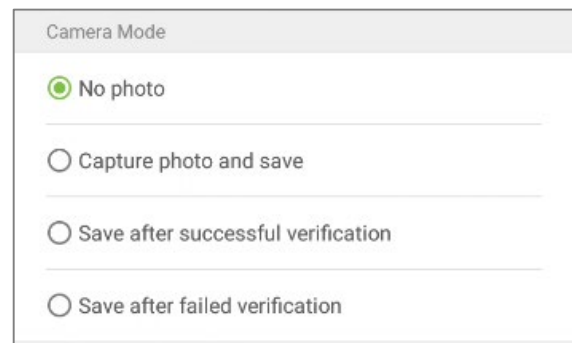 Camera Mode
No photo
Capture photo and save
Save after successful verification
Save after failed verification